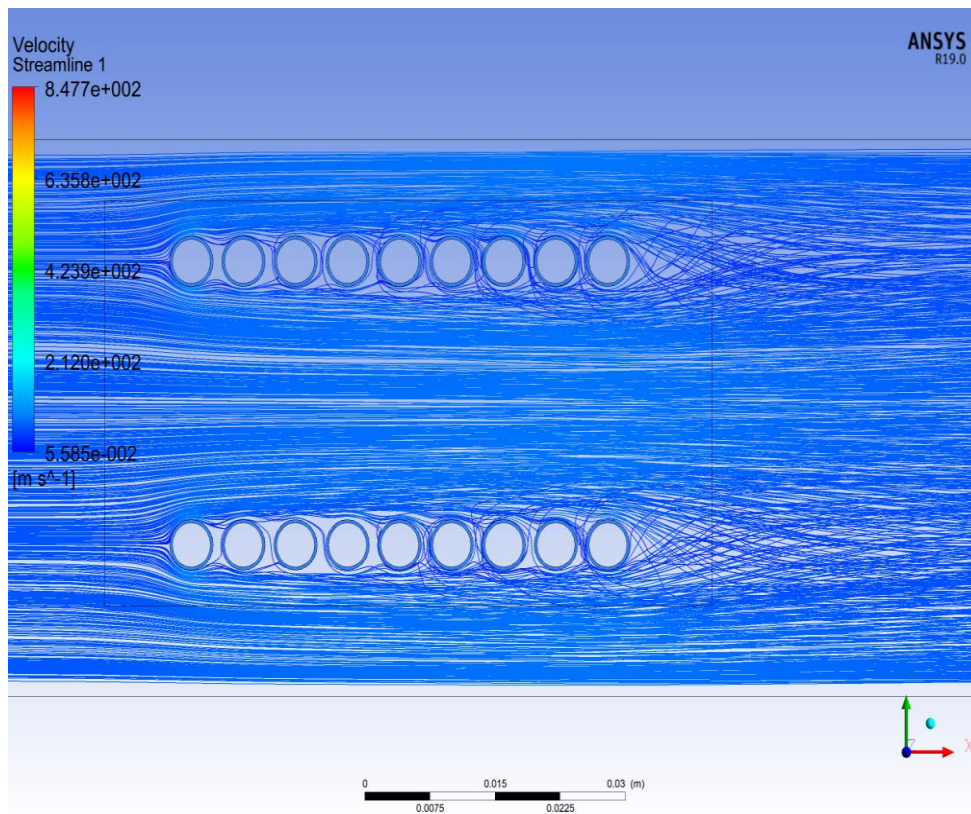 Velocity
Streamline 1
8.477e+002
6.358e+002
4.239e+002
2.120e+002
5.585e-002
[m s^-1]
ANSYS
R19.0
0 0.015 0.03 (m)
0.0075 0.0225
Z X